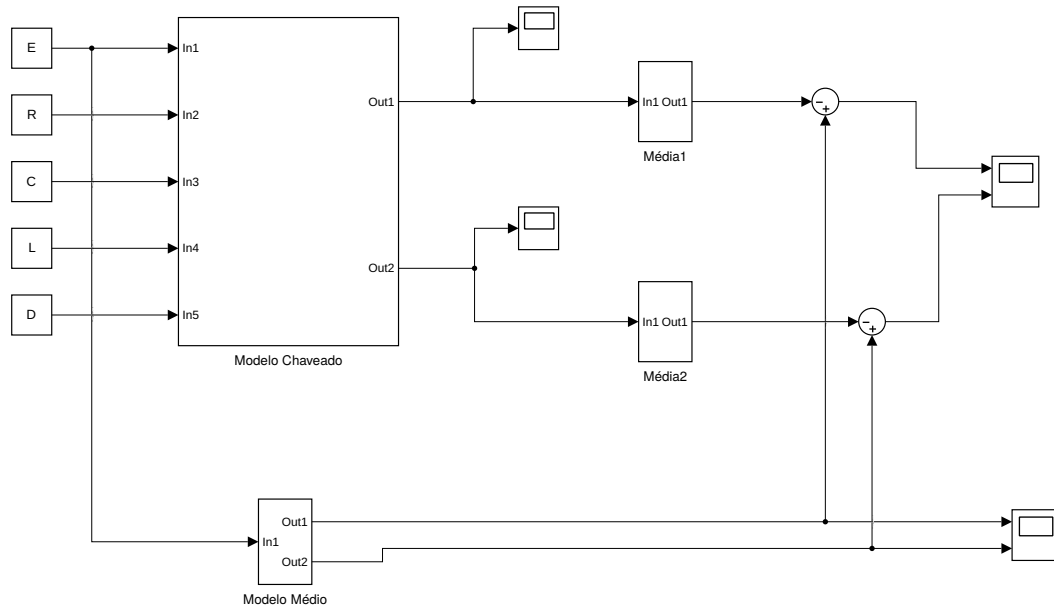 E
In1
R
In2
C
In3
L
In4
D
In5
Out1
Out2
Modelo Chaveado
In1 Out1
Média1
-
+
In1 Out1
Média2
-
+
Out1
In1
Out2
Modelo Médio